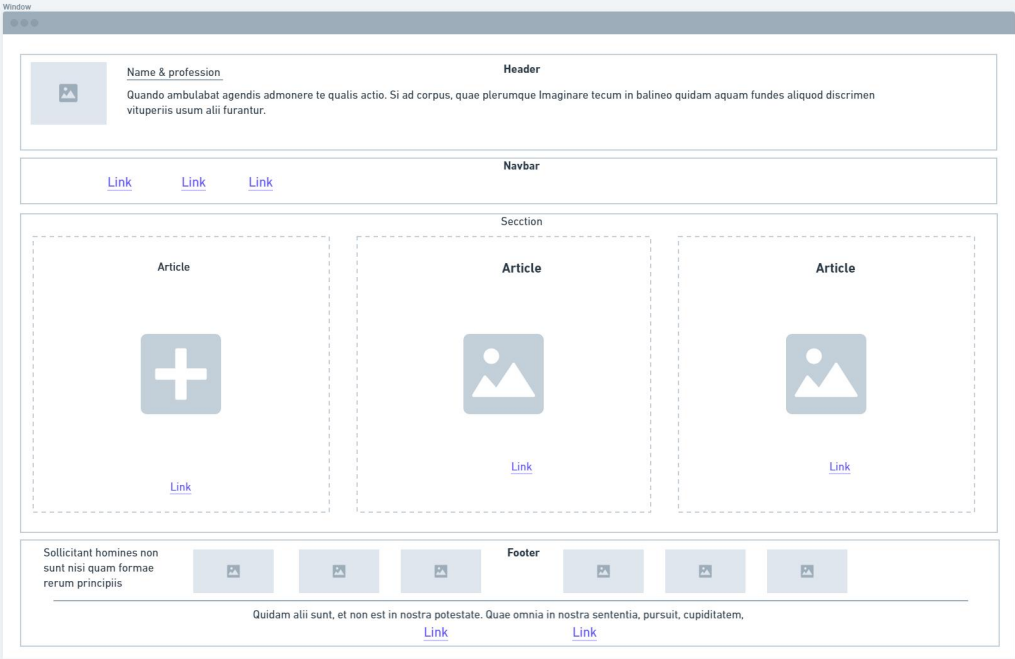 Window
Header
Name & profession
Quando ambulabat agendis admonere te qualis actio. Si ad corpus, quae plerumque Imaginare tecum in balineo quidam aquam fundes aliquod discrimen
vituperiis usum alii furantur.
Navbar
Link Link Link
Secction
Article
Link
Article
Link
Article
Link
Sollicitant homines non
sunt nisi quam formae
rerum principiis
Footer
Quidam alii sunt, et non est in nostra potestate. Quae omnia in nostra sententia, pursuit, cupiditatem,
Link Link